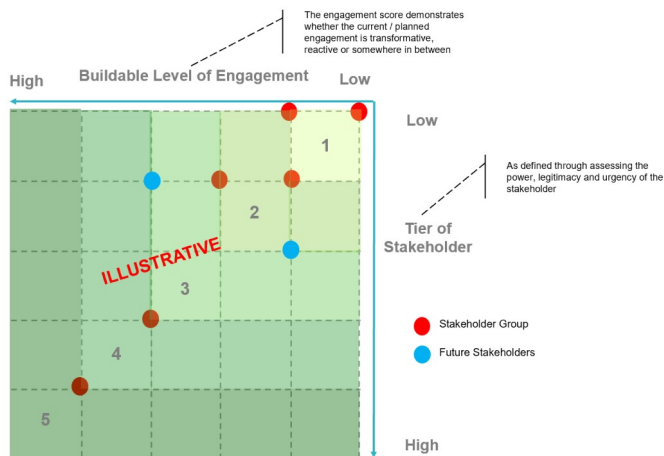 The engagement score demonstrates
whether the current / planned
engagement is transformative,
reactive or somewhere in between
High
Buildable Level of Engagement
Low
Low
1
As defined through assessing the
power, legitimacy and urgency of the
stakeholder
2
Tier of
Stakeholder
ILLUSTRATIVE
3
Stakeholder Group
4
Future Stakeholders
5
High